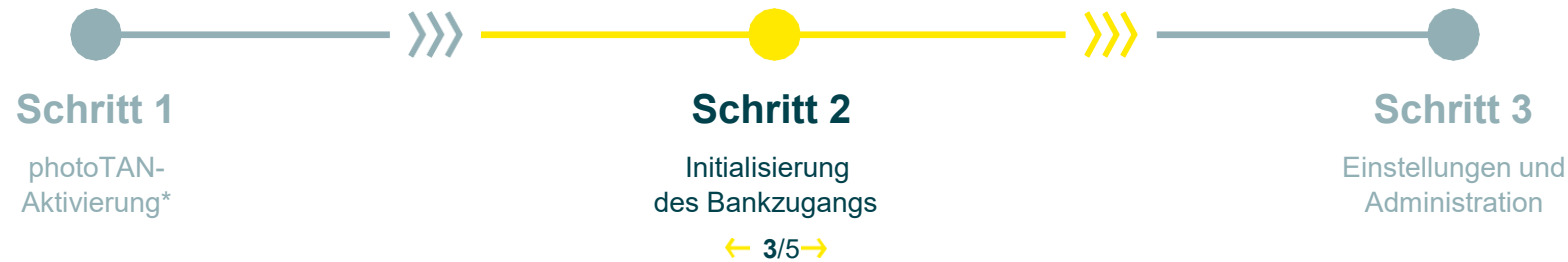 Schritt 1
photoTAN-
Aktivierung*
Schritt 2
Initialisierung
des Bankzugangs
3/5
Schritt 3
Einstellungen und
Administration